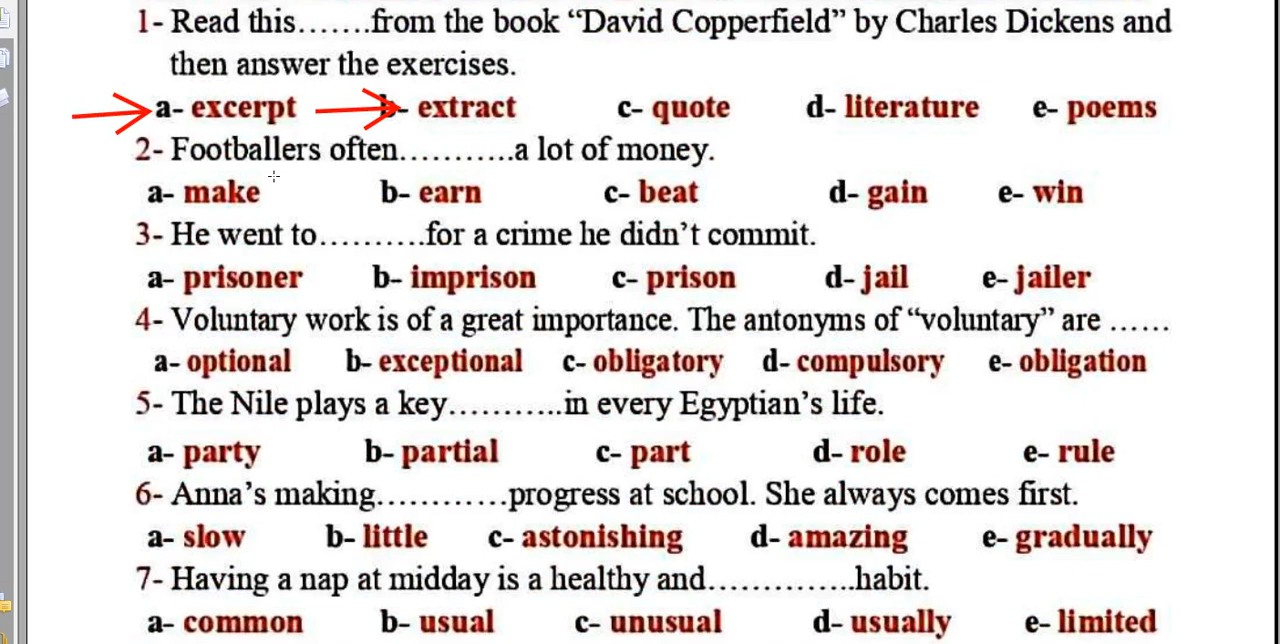 1- Read this.......from the book “David Copperfield” by Charles Dickens and
then answer the exercises.
a- excerpt b- extract c- quote d- literature e- poems
2- Footballers often...........a lot of money.
a- make b- earn c- beat d- gain e- win
3- He went to..........for a crime he didn’t commit.
a- prisoner b- imprison c- prison d- jail e- jailer
4- Voluntary work is of a great importance. The antonyms of “voluntary” are ......
a- optional b- exceptional c- obligatory d- compulsory e- obligation
5- The Nile plays a key...........in every Egyptian’s life.
a- party b- partial c- part d- role e- rule
6- Anna’s making............progress at school. She always comes first.
a- slow b- little c- astonishing d- amazing e- gradually
7- Having a nap at midday is a healthy and..............habit.
a- common b- usual c- unusual d- usually e- limited